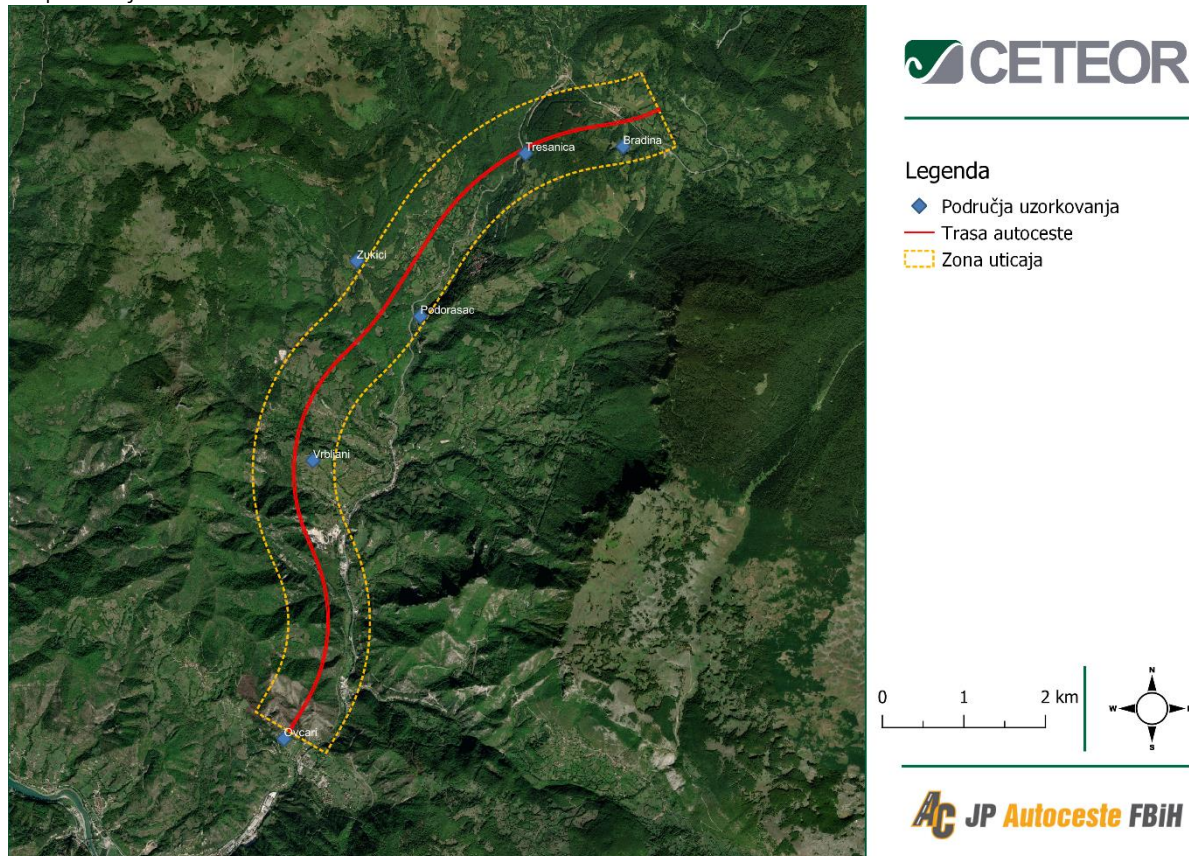 CETEOR
Legenda
Područja uzorkovanja
Trasa autoceste
Zona uticaja
Tresanica
Bradina
Zukici
Podorasac
Vrbljani
Ovcari
0 1 2 km
N
W
S
AC JP Autoceste FBiH